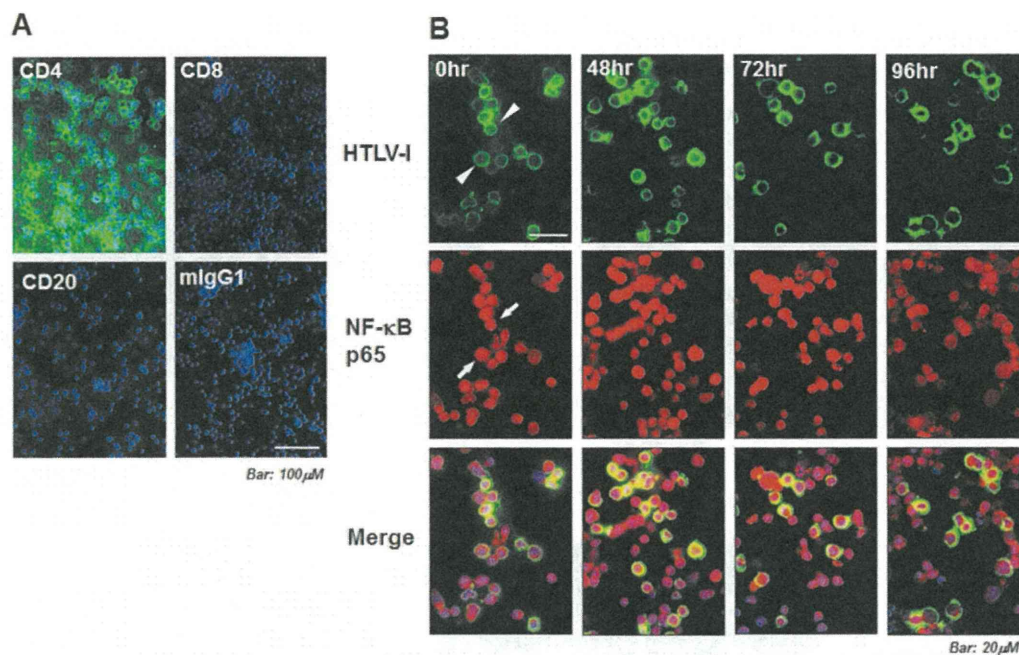 A
CD4
CD8
CD20
mIgG1
Bar: 100μM
B
0hr
48hr
72hr
96hr
HTLV-I
NF-κB
p65
Merge
Bar: 20μM